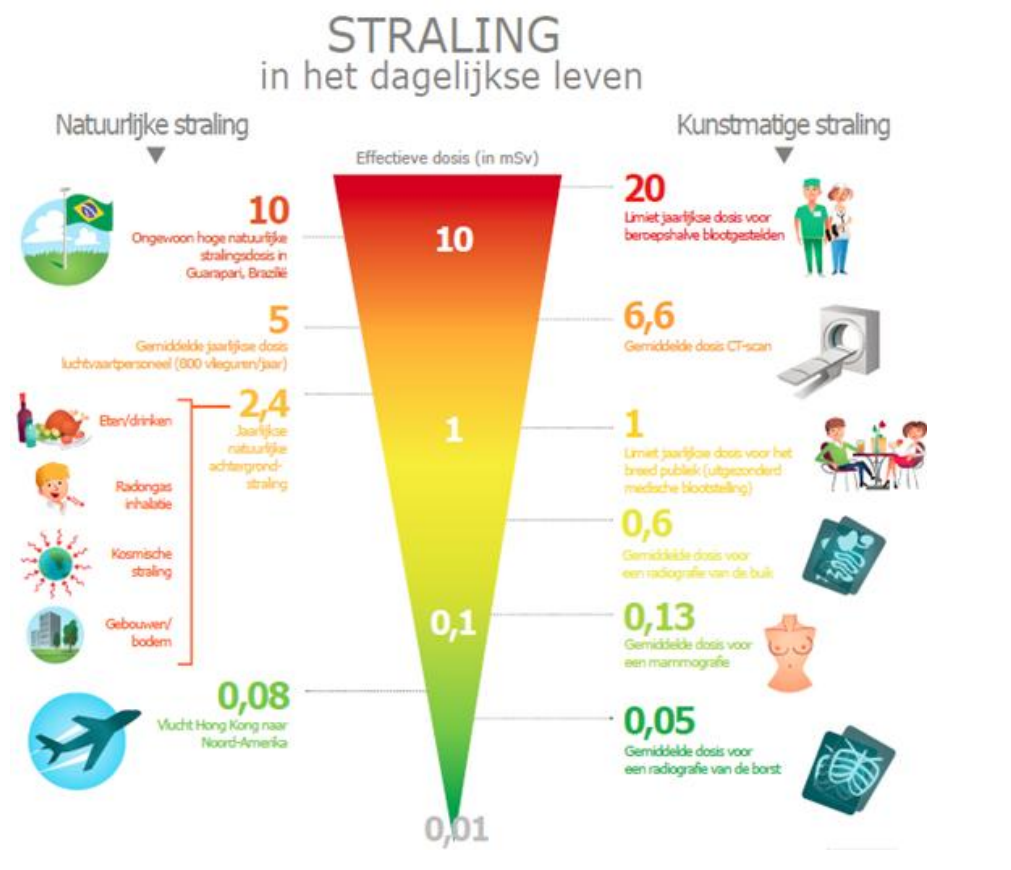 STRALING
in het dagelijkse leven
Natuurlijke straling
Kunstmatige straling
Effectieve dosis (in mSv)
10
Ongewoon hoge natuurlijke
stralingsdosis in
Guarapari, Brazilië
5
Gemiddelde jaarlijkse dosis
luchtvaartpersoneel (600 vlieguren/jaar)
2,4
Jaarlijkse
natuurlijke
achtergrond-
straling
Eten/drinken
Radongas
inhalatie
Kosmische
straling
Gebouwen/
bodem
0,08
Vlucht Hong Kong naar
Noord-Amerika
10
1
0,1
0,01
20
Limiet jaarlijkse dosis voor
beroepshalve blootgestelden
6,6
Gemiddelde dosis CT-scan
1
Limiet jaarlijkse dosis voor het
breed publiek (uitgezonderd
medische blootstelling)
0,6
Gemiddelde dosis voor
een radiografie van de buik
0,13
Gemiddelde dosis voor
een mammografie
0,05
Gemiddelde dosis voor
een radiografie van de borst